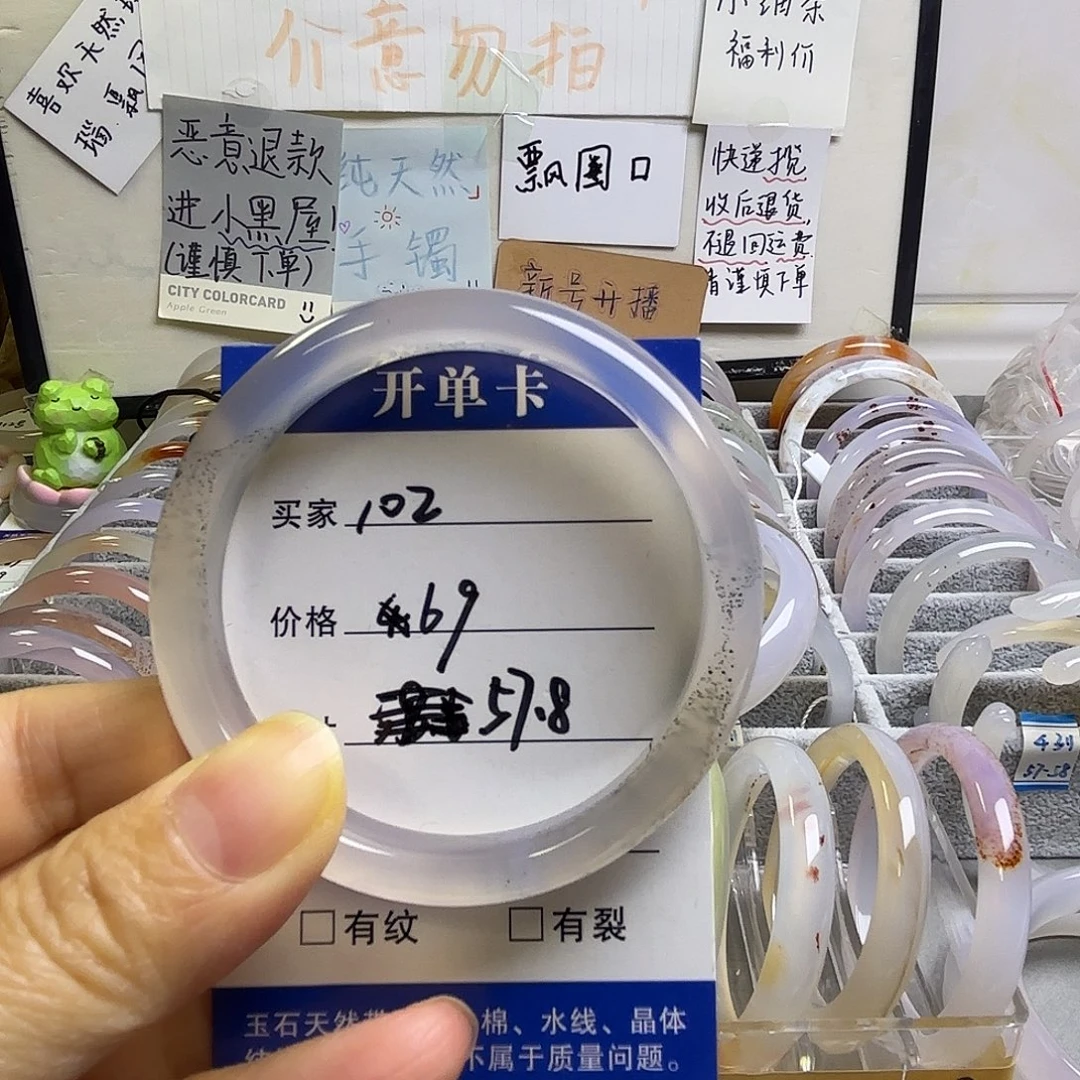 喜欢天然
瑙 飘
介意勿拍
福利价
恶意退款
进小黑屋
(谨慎下单)
CITY COLORCARD
Apple Green
纯天然
手镯
飘圈口
新号开播
快递揽
收后退货,
不退回运费
请谨慎下单
开单卡
买家 102
价格 69
57.8
□有纹 □有裂
玉石天然带 棉、水线、晶体
不属于质量问题。
57-58